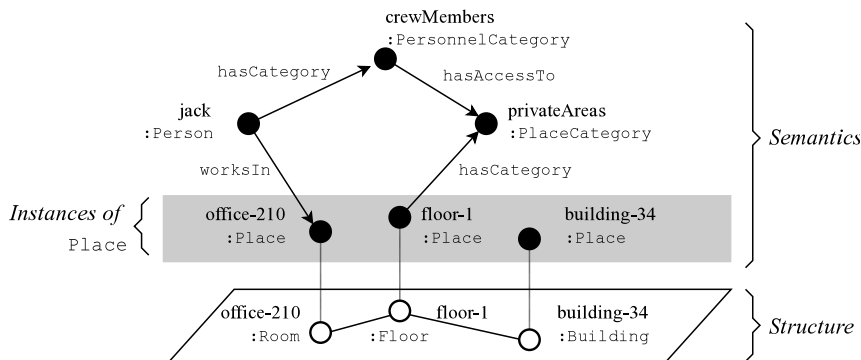 crewMembers
:PersonnelCategory
hasCategory
hasAccessTo
jack
:Person
privateAreas
:PlaceCategory
Semantics
worksIn
hasCategory
Instances of
Place
office-210
:Place
floor-1
:Place
building-34
:Place
office-210
:Room
floor-1
:Floor
building-34
:Building
Structure